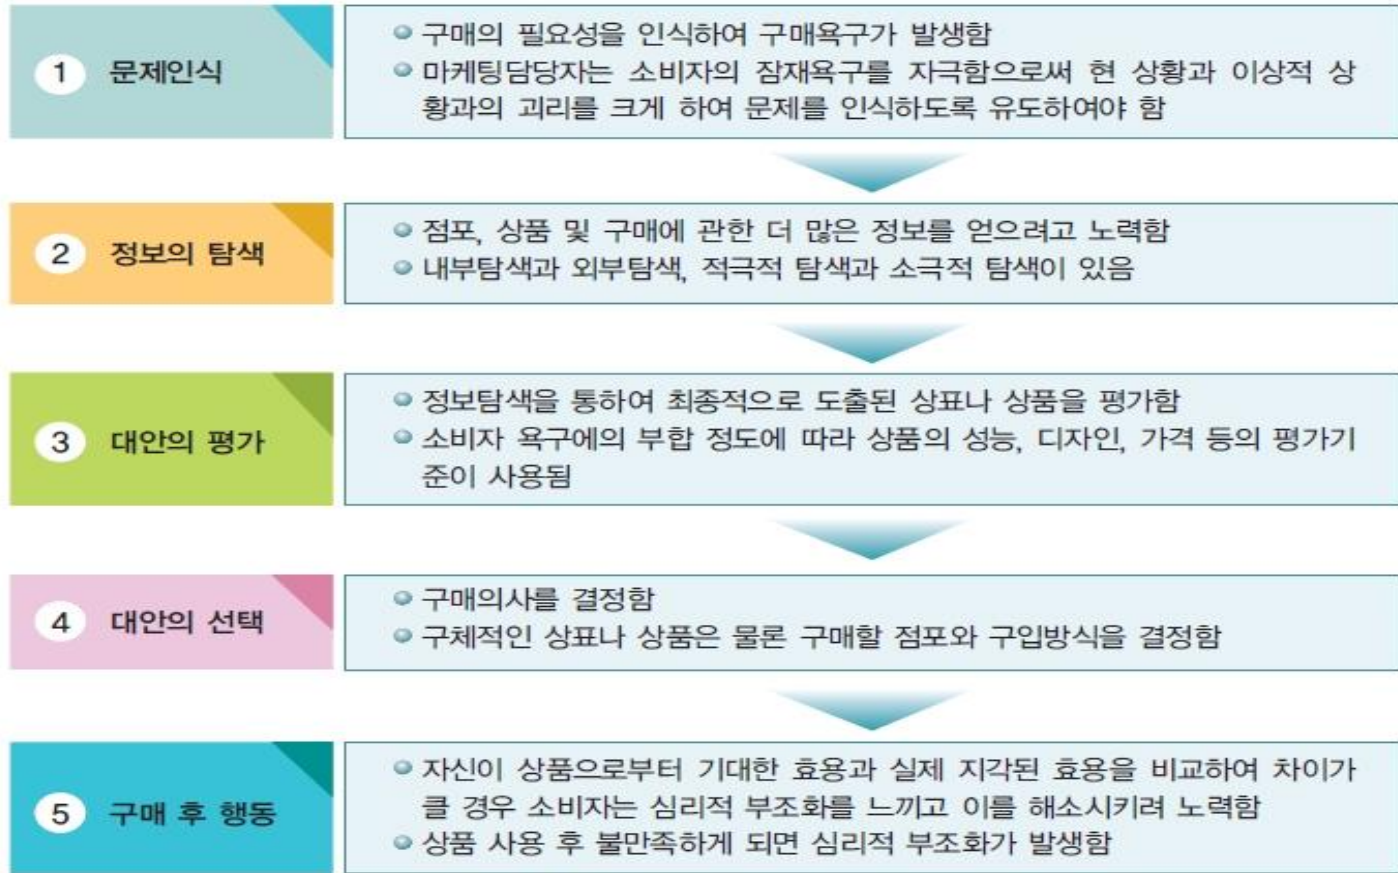 1 문제인식
구매의 필요성을 인식하여 구매욕구가 발생함
마케팅담당자는 소비자의 잠재욕구를 자극함으로써 현 상황과 이상적 상
황과의 괴리를 크게 하여 문제를 인식하도록 유도하여야 함
2 정보의 탐색
점포, 상품 및 구매에 관한 더 많은 정보를 얻으려고 노력함
내부탐색과 외부탐색, 적극적 탐색과 소극적 탐색이 있음
3 대안의 평가
정보탐색을 통하여 최종적으로 도출된 상표나 상품을 평가함
소비자 욕구에의 부합 정도에 따라 상품의 성능, 디자인, 가격 등의 평가기
준이 사용됨
4 대안의 선택
구매의사를 결정함
구체적인 상표나 상품은 물론 구매할 점포와 구입방식을 결정함
5 구매 후 행동
자신이 상품으로부터 기대한 효용과 실제 지각된 효용을 비교하여 차이가
클 경우 소비자는 심리적 부조화를 느끼고 이를 해소시키려 노력함
상품 사용 후 불만족하게 되면 심리적 부조화가 발생함